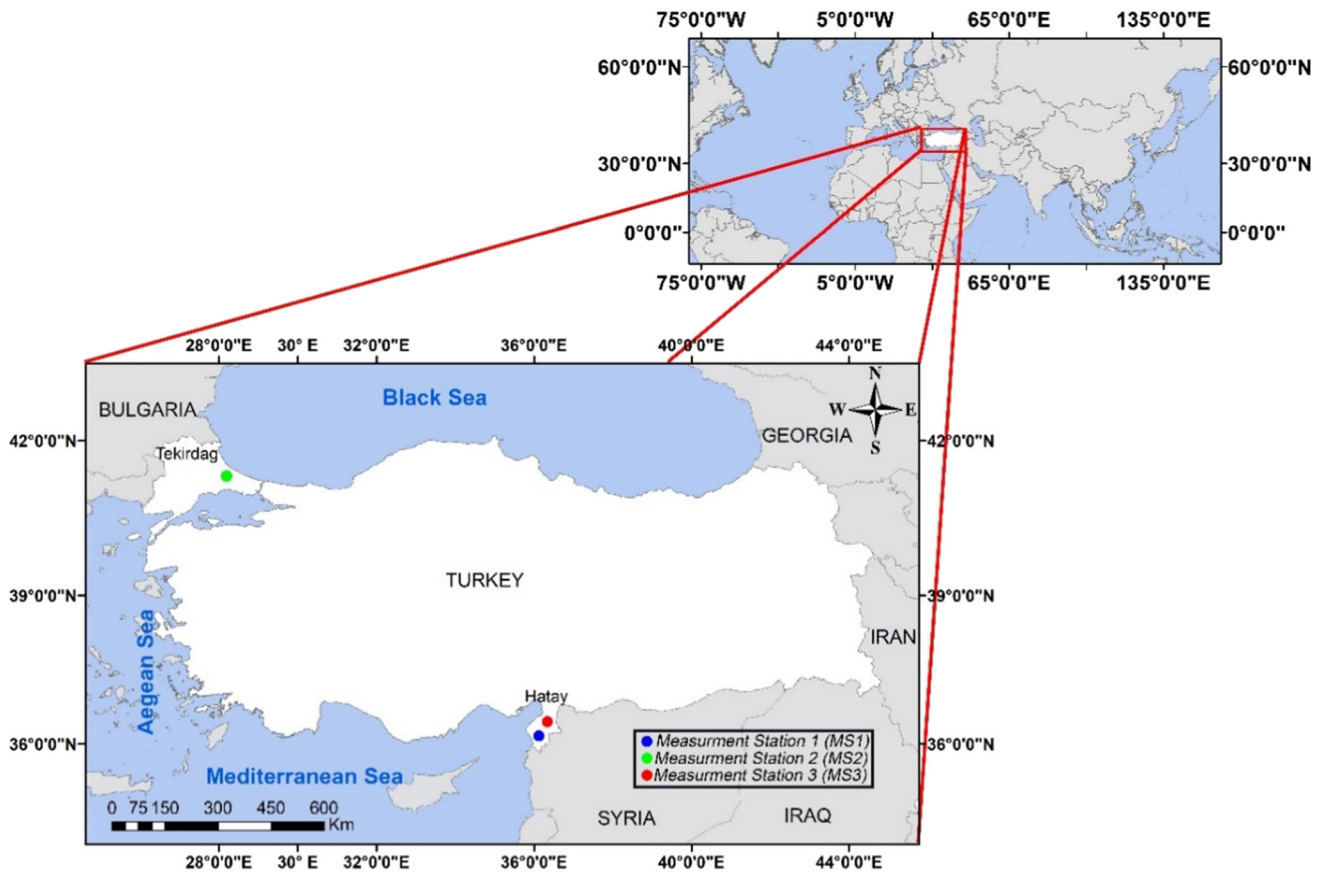 75°0'0"W 5°0'0"W 65°0'0"E 135°0'0"E
60°0'0"N 60°0'0"N
30°0'0"N 30°0'0"N
0°0'0" 0°0'0"
75°0'0"W 5°0'0"W 65°0'0"E 135°0'0"E
28°0'0"E 30°0'E 32°0'0"E 36°0'0"E 40°0'0"E 44°0'0"E
N
W E
S
BULGARIA
Black Sea
GEORGIA
42°0'0"N 42°0'0"N
Tekirdag
TURKEY
39°0'0"N 39°0'0"N
IRAN
Aegean Sea
Hatay
36°0'0"N 36°0'0"N
Measurment Station 1 (MS1)
Measurment Station 2 (MS2)
Measurment Station 3 (MS3)
Mediterranean Sea
0 75 150 300 450 600
Km
SYRIA
IRAQ
28°0'0"E 30°0'E 32°0'0"E 36°0'0"E 40°0'0"E 44°0'0"E